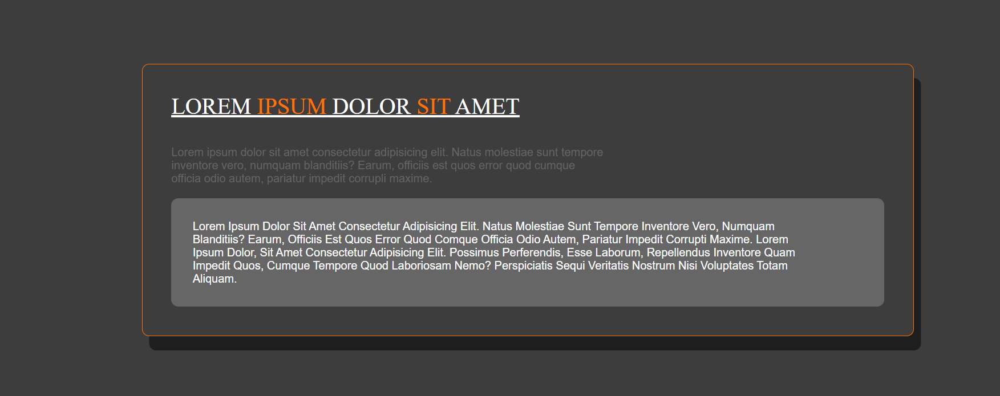 LOREM IPSUM DOLOR SIT AMET
Lorem ipsum dolor sit amet consectetur adipisicing elit. Natus molestiae sunt tempore
inventore vero, numquam blanditiis? Earum, officiis est quos error quod cumque
officia odio autem, pariatur impedit corrupli maxime.
Lorem Ipsum Dolor Sit Amet Consectetur Adipisicing Elit. Natus Molestiae Sunt Tempore Inventore Vero, Numquam
Blanditiis? Earum, Officiis Est Quos Error Quod Comque Officia Odio Autem, Pariatur Impedit Corrupti Maxime. Lorem
Ipsum Dolor, Sit Amet Consectetur Adipisicing Elit. Possimus Perferendis, Esse Laborum, Repellendus Inventore Quam
Impedit Quos, Cumque Tempore Quod Laboriosam Nemo? Perspiciatis Sequi Veritatis Nostrum Nisi Voluptates Totam
Aliquam.